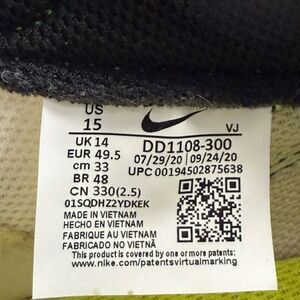 US
15
VJ
UK 14
DD1108-300
EUR 49.5
07/29/20 | 09/24/20
cm 33
UPC 00194502875638
BR 48
CN 330(2.5)
01SQDHZ2YDKEK
MADE IN VIETNAM
HECHO EN VIETNAM
FABRIQUE AU VIETNAM
FABRICADO NO VIETNÃ
This product is covered by one or more patents.
www.nike.com/patentsvirtualmarking